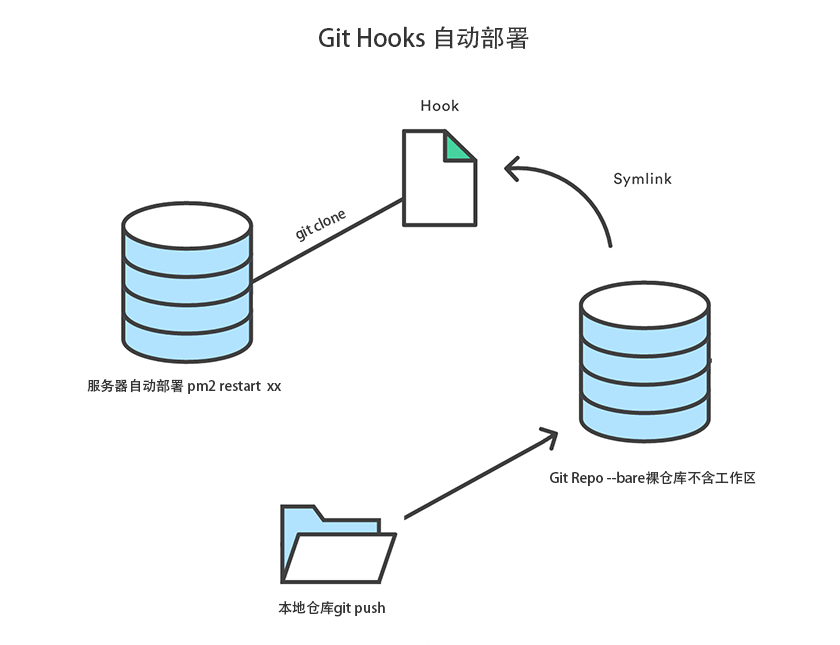 Git Hooks 自动部署
Hook
Symlink
git clone
服务器自动部署 pm2 restart xx
Git Repo --bare裸仓库不含工作区
本地仓库git push